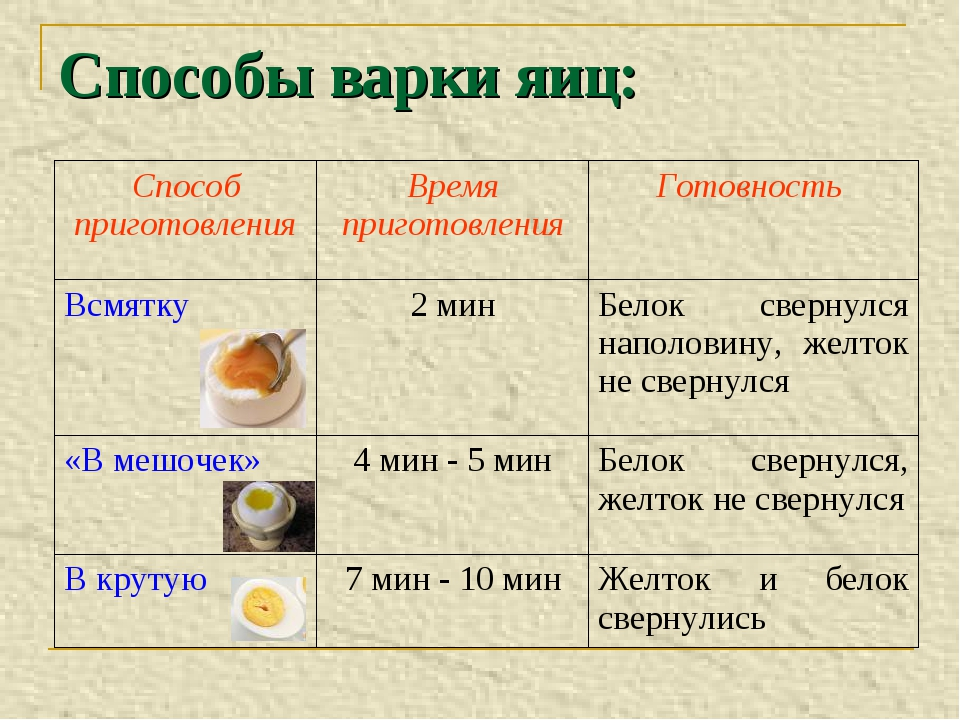 Способы варки яиц:
Способ приготовления
Время приготовления
Готовность
Всмятку
2 мин
Белок свернулся
наполовину, желток
не свернулся
«В мешочек»
4 мин - 5 мин
Белок свернулся,
желток не свернулся
В крутую
7 мин - 10 мин
Желток и белок
свернулись